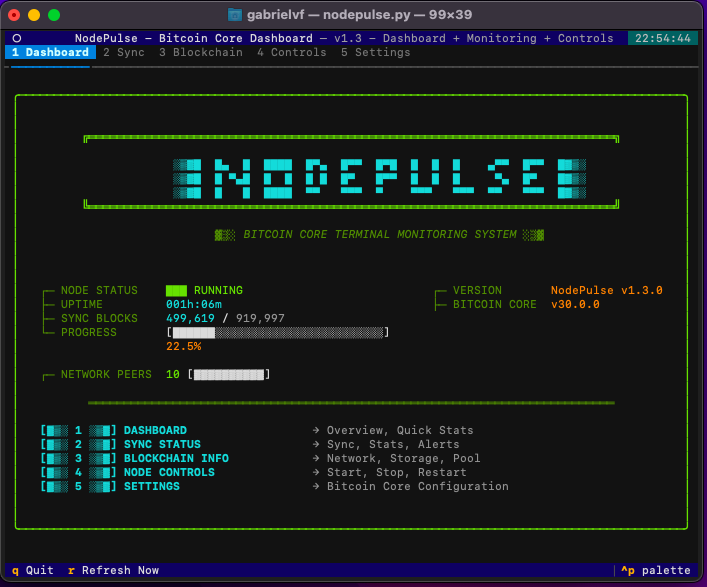 gabrielvf — nodepulse.py — 99×39
NodePulse — Bitcoin Core Dashboard — v1.3 — Dashboard + Monitoring + Controls 22:54:44
1 Dashboard 2 Sync 3 Blockchain 4 Controls 5 Settings
NODEPULSE
BITCOIN CORE TERMINAL MONITORING SYSTEM
NODE STATUS RUNNING VERSION NodePulse v1.3.0
UPTIME 001h:06m BITCOIN CORE v30.0.0
SYNC BLOCKS 499,619 / 919,997
PROGRESS [ ]
22.5%
NETWORK PEERS 10 [ ]
[ 1 ] DASHBOARD → Overview, Quick Stats
[ 2 ] SYNC STATUS → Sync, Stats, Alerts
[ 3 ] BLOCKCHAIN INFO → Network, Storage, Pool
[ 4 ] NODE CONTROLS → Start, Stop, Restart
[ 5 ] SETTINGS → Bitcoin Core Configuration
q Quit r Refresh Now ^p palette